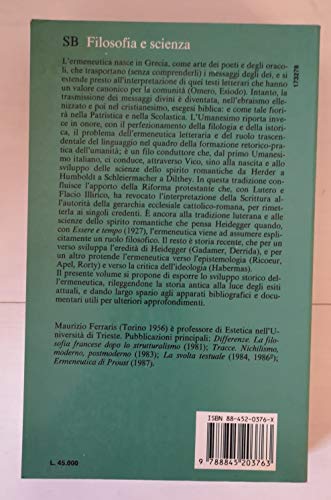 SB Filosofia e scienza
L'ermeneutica nasce in Grecia, come arte dei poeti e degli oraco-
li, che trasportano (senza comprenderli) i messaggi degli dei, e si
estende presto all'interpretazione di quei testi letterari che hanno
un valore canonico per la comunità (Omero, Esiodo). Intanto, la
trasmissione dei messaggi divini è diventata, nell'ebraismo elle-
nizzato e poi nel cristianesimo, esegesi biblica: e come tale fiori-
rà nella Patristica e nella Scolastica. L'Umanesimo riporta inve-
ce in onore, con il perfezionamento della filologia e della istori-
ca, il problema dell'ermeneutica letteraria e del ruolo trascen-
dentale del linguaggio nel quadro della formazione retorico-pra-
tica dell'umanità; è un filo conduttore che, dal primo Umanesi-
mo italiano, ci conduce, attraverso Vico, sino alla nascita e allo
sviluppo delle scienze dello spirito romantiche da Herder a
Humboldt a Schleiermacher a Dilthey. In questa tradizione con-
fluisce l'apporto della Riforma protestante che, con Lutero e
Flacio Illirico, ha revocato l'interpretazione della Scrittura al-
l'autorità della gerarchia ecclesiale cattolico-romana, per rimet-
terla ai singoli credenti. È ancora alla tradizione luterana e alle
scienze dello spirito romantiche che pensa Heidegger quando,
con Essere e tempo (1927), l'ermeneutica viene ad assumere expli-
citamente un ruolo filosofico. Il resto è storia recente, che per un
verso sviluppa l'eredità di Heidegger (Gadamer, Derrida), e per un
altro protende l'ermeneutica verso l'epistemologia (Ricoeur,
Apel, Rorty) e verso la critica dell'ideologia (Habermas).
Il presente volume si propone di esporre lo sviluppo storico del-
l'ermeneutica, rileggendone la storia antica alla luce degli esiti
attuali, e dando largo spazio agli apparati bibliografici e docu-
mentari utili per ulteriori approfondimenti.
Maurizio Ferraris (Torino 1956) è professore di Estetica nell'U-
niversità di Trieste. Pubblicazioni principali: Differenze. La filo-
sofia francese dopo lo strutturalismo (1981); Tracce. Nichilismo,
moderno, postmoderno (1983); La svolta testuale (1984, 1986²);
Ermeneutica di Proust (1987).
L. 45.000
ISBN 88-452-0376-X
9 788845 203763
173278